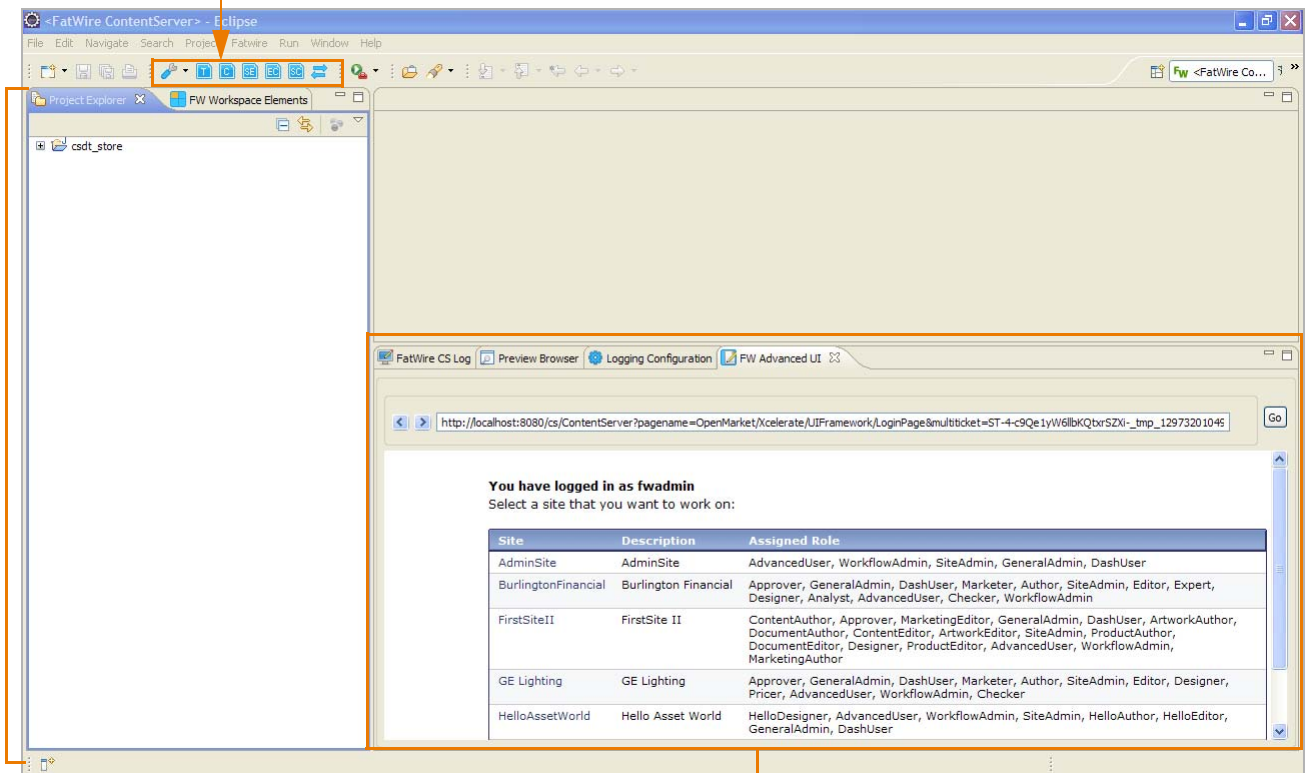 <FatWire ContentServer> - Eclipse
File Edit Navigate Search Project Fatwire Run Window Help
T C SE EC SC
FW <FatWire Co... »
Project Explorer
FW Workspace Elements
csdt_store
FatWire CS Log
Preview Browser
Logging Configuration
FW Advanced UI
http://localhost:8080/cs/ContentServer?pagename=OpenMarket/Xcelerate/UIFramework/LoginPage&multiticket=ST-4-c9Qe1yW6llbKQtxrSZXi-_tmp_12973201049
Go
You have logged in as fwadmin
Select a site that you want to work on:
Site Description Assigned Role
AdminSite AdminSite AdvancedUser, WorkflowAdmin, SiteAdmin, GeneralAdmin, DashUser
BurlingtonFinancial Burlington Financial Approver, GeneralAdmin, DashUser, Marketer, Author, SiteAdmin, Editor, Expert,
Designer, Analyst, AdvancedUser, Checker, WorkflowAdmin
FirstSiteII FirstSite II ContentAuthor, Approver, MarketingEditor, GeneralAdmin, DashUser, ArtworkAuthor,
DocumentAuthor, ContentEditor, ArtworkEditor, SiteAdmin, ProductAuthor,
DocumentEditor, Designer, ProductEditor, AdvancedUser, WorkflowAdmin,
MarketingAuthor
GE Lighting GE Lighting Approver, GeneralAdmin, DashUser, Marketer, Author, SiteAdmin, Editor, Designer,
Pricer, AdvancedUser, WorkflowAdmin, Checker
HelloAssetWorld Hello Asset World HelloDesigner, AdvancedUser, WorkflowAdmin, SiteAdmin, HelloAuthor, HelloEditor,
GeneralAdmin, DashUser